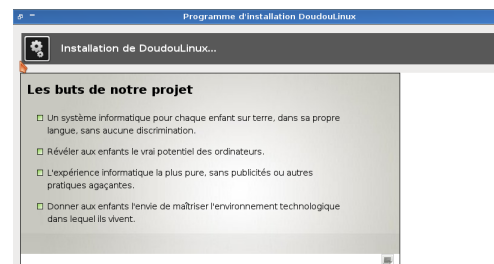 Programme d'installation DoudouLinux
Installation de DoudouLinux...
Les buts de notre projet
Un système informatique pour chaque enfant sur terre, dans sa propre
langue, sans aucune discrimination.
Révéler aux enfants le vrai potentiel des ordinateurs.
L'expérience informatique la plus pure, sans publicités ou autres
pratiques agaçantes.
Donner aux enfants l'envie de maîtriser l'environnement technologique
dans lequel ils vivent.